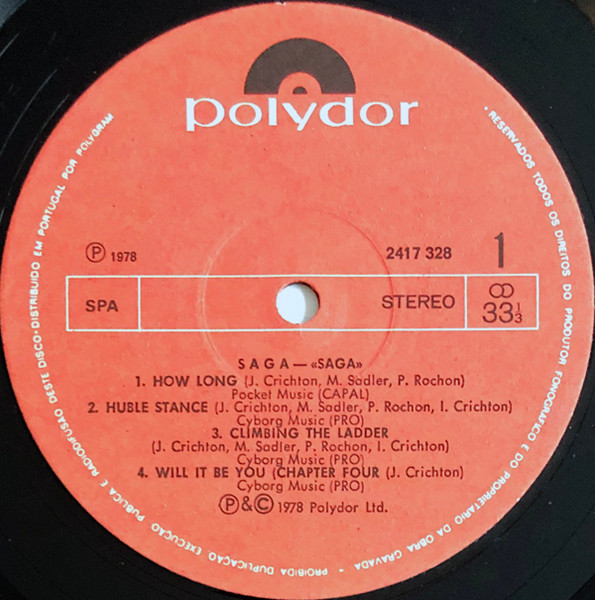 polydor
℗ 1978
2417 328
1
SPA
STEREO
33 1/3
SAGA — «SAGA»
1. HOW LONG (J. Crichton, M. Sadler, P. Rochon)
Pocket Music (CAPAL)
2. HUBLE STANCE (J. Crichton, M. Sadler, P. Rochon, I. Crichton)
Cyborg Music (PRO)
3. CLIMBING THE LADDER
(J. Crichton, M. Sadler, P. Rochon, I. Crichton)
Cyborg Music (PRO)
4. WILL IT BE YOU (CHAPTER FOUR (J. Crichton)
Cyborg Music (PRO)
℗&© 1978 Polydor Ltd.
• RESERVADOS TODOS OS DIREITOS DO PRODUTOR FONOGRÁFICO E DO PROPRIETÁRIO DA OBRA GRAVADA • PROIBIDA DUPLICAÇÃO, EXECUÇÃO PUBLICA E RADIODIFUSÃO DESTE DISCO • DISTRIBUIDO EM PORTUGAL POR POLYGRAM